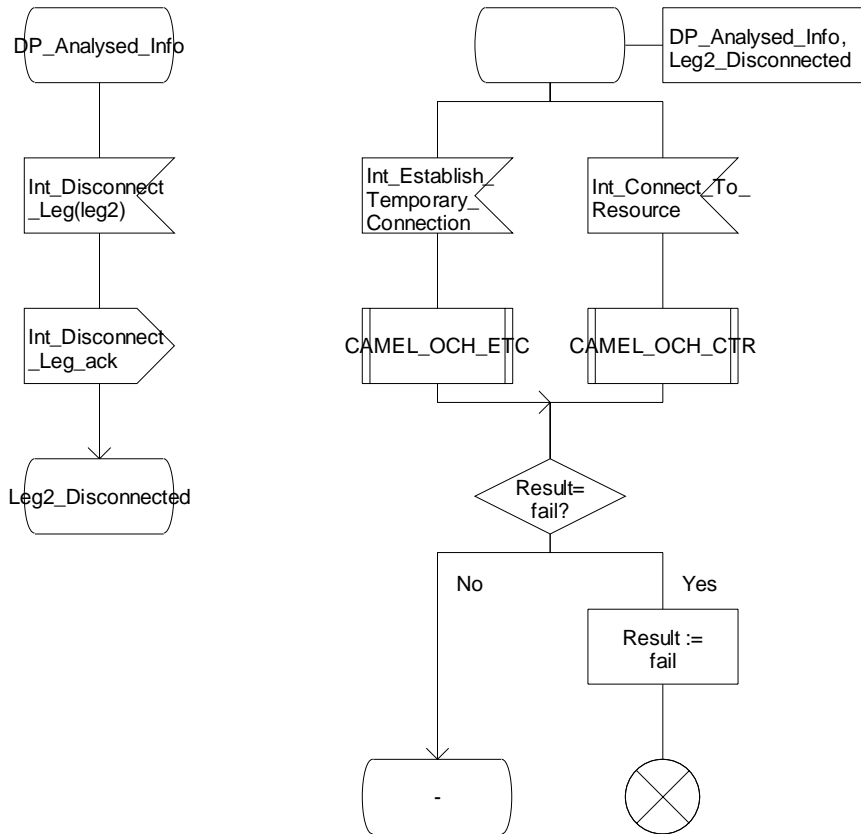 DP_Analysed_Info
Int_Disconnect
_Leg(leg2)
Int_Disconnect
_Leg_ack
Leg2_Disconnected
DP_Analysed_Info,
Leg2_Disconnected
Int_Establish_
Temporary_
Connection
Int_Connect_To_
Resource
CAMEL_OCH_ETC
CAMEL_OCH_CTR
Result=
fail?
No
Yes
Result :=
fail
-